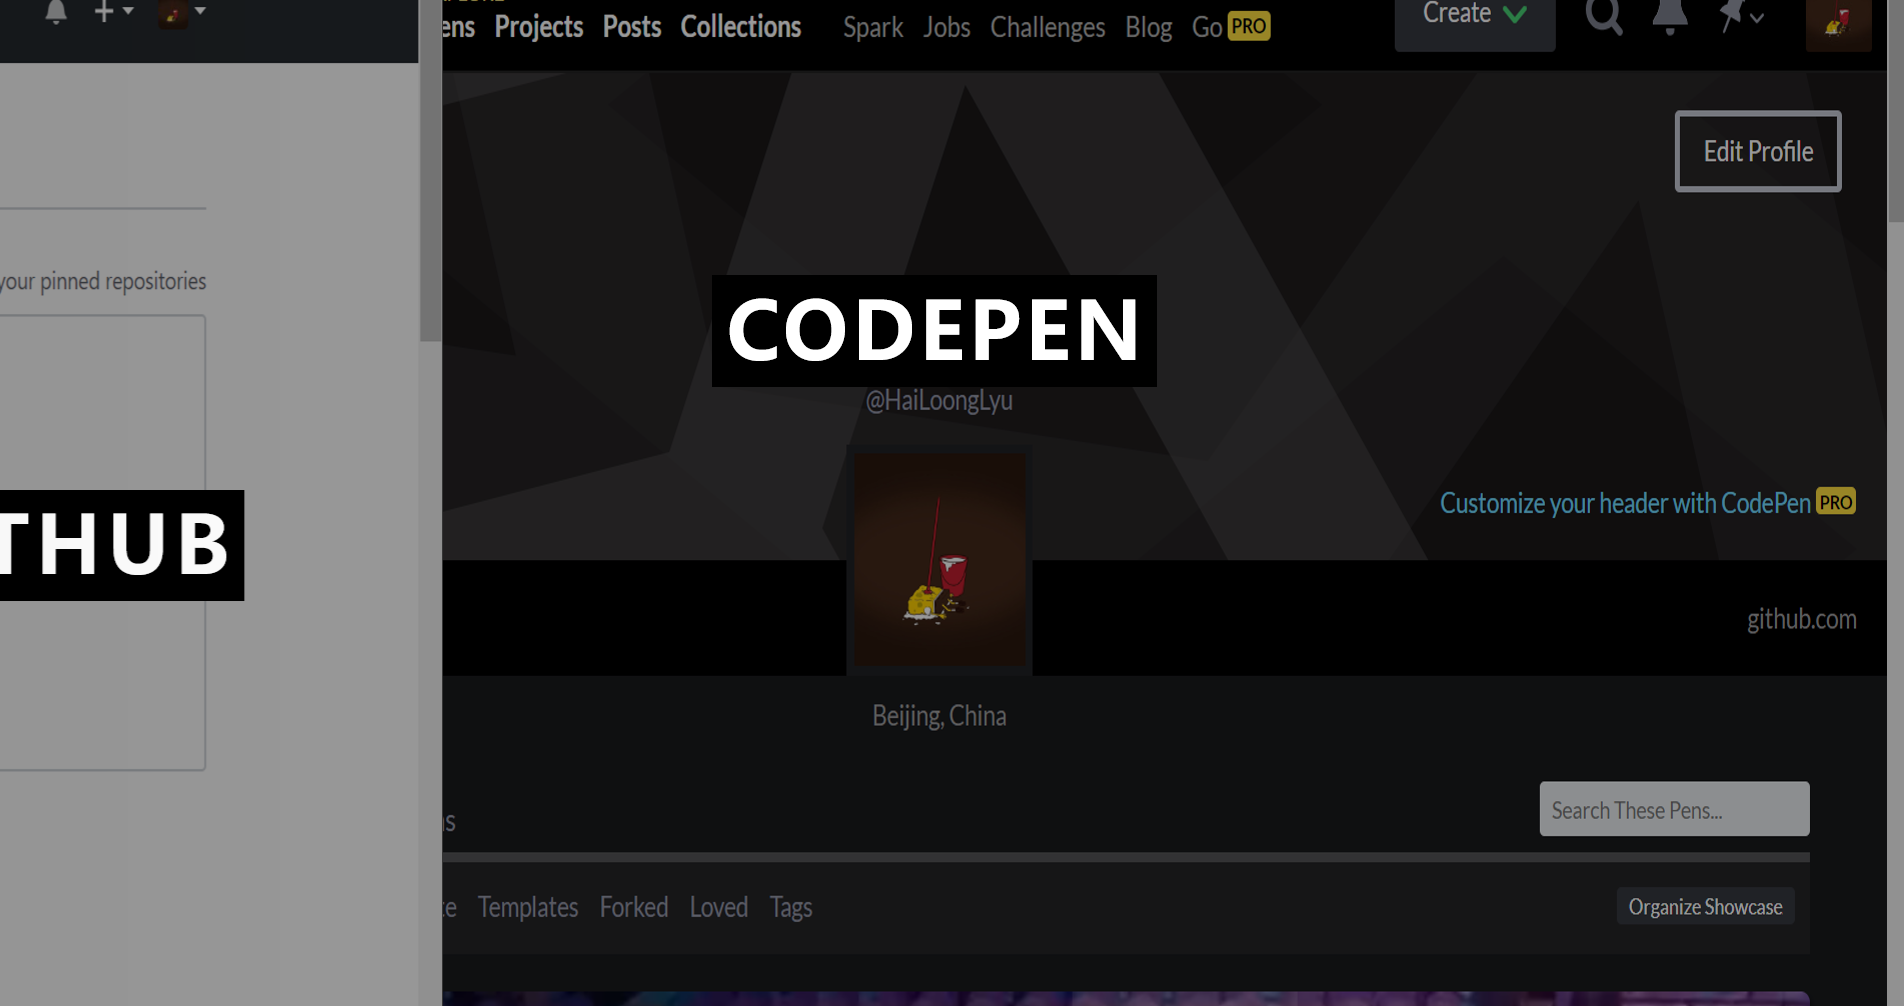 Projects Posts Collections Spark Jobs Challenges Blog Go PRO
Create
Edit Profile
your pinned repositories
CODEPEN
@HaiLoongLyu
Customize your header with CodePen PRO
THUB
github.com
Beijing, China
Search These Pens...
Templates Forked Loved Tags
Organize Showcase